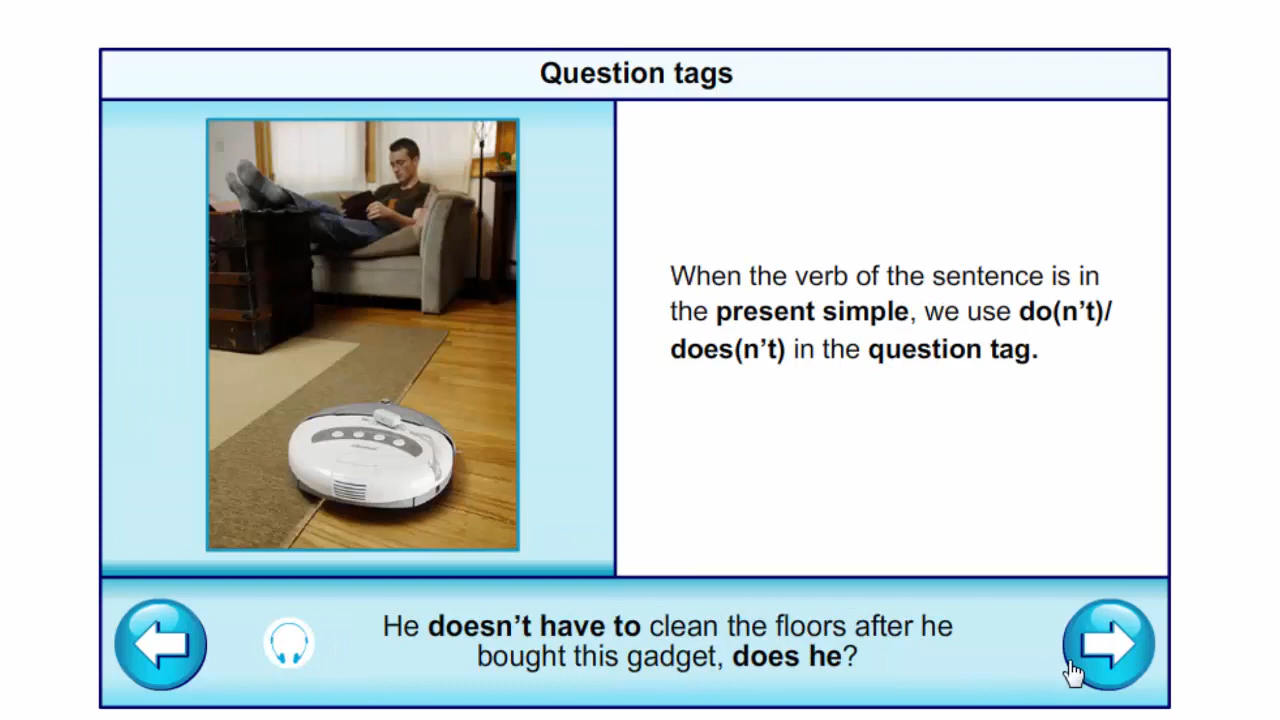 Question tags
When the verb of the sentence is in
the present simple, we use do(n’t)/
does(n’t) in the question tag.
He doesn’t have to clean the floors after he
bought this gadget, does he?